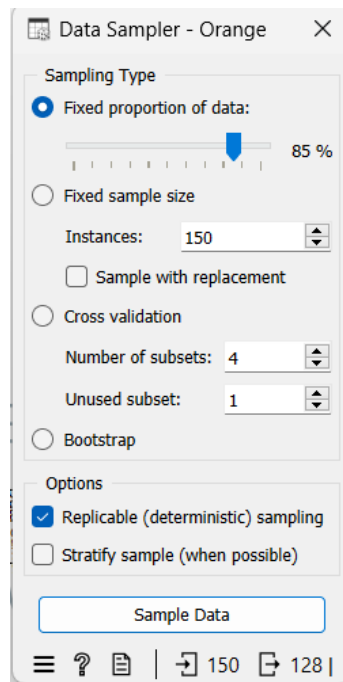 Data Sampler - Orange
Sampling Type
Fixed proportion of data:
85 %
Fixed sample size
Instances: 150
Sample with replacement
Cross validation
Number of subsets: 4
Unused subset: 1
Bootstrap
Options
Replicable (deterministic) sampling
Stratify sample (when possible)
Sample Data
? 150 128 |